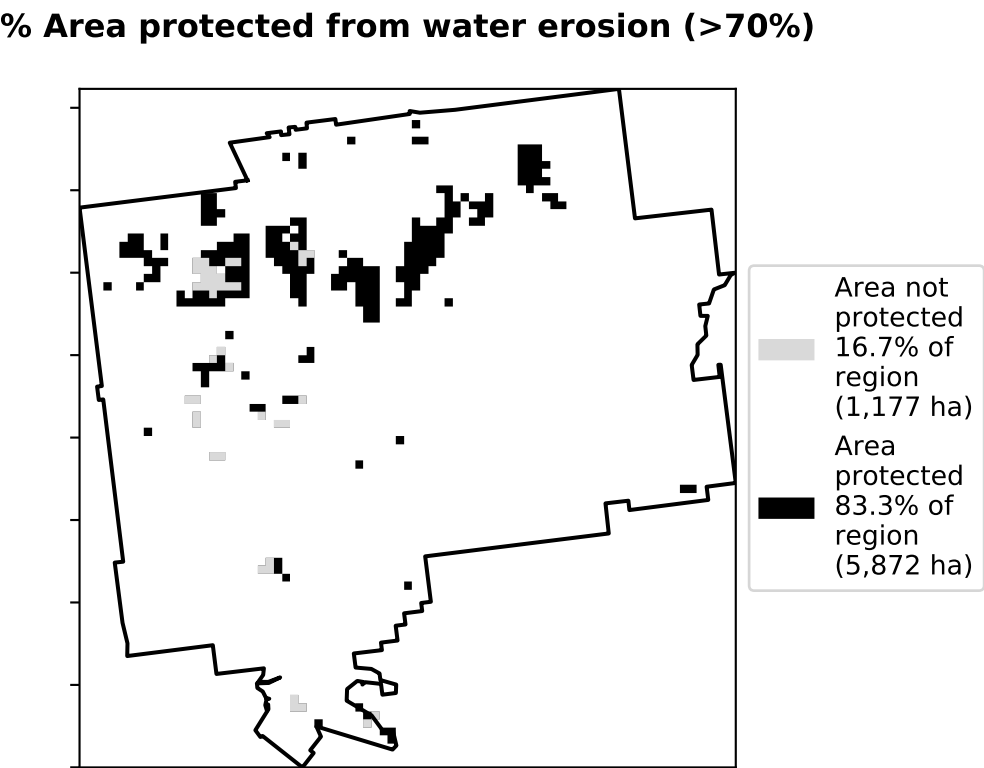 % Area protected from water erosion (>70%)
Area not
protected
16.7% of
region
(1,177 ha)
Area
protected
83.3% of
region
(5,872 ha)